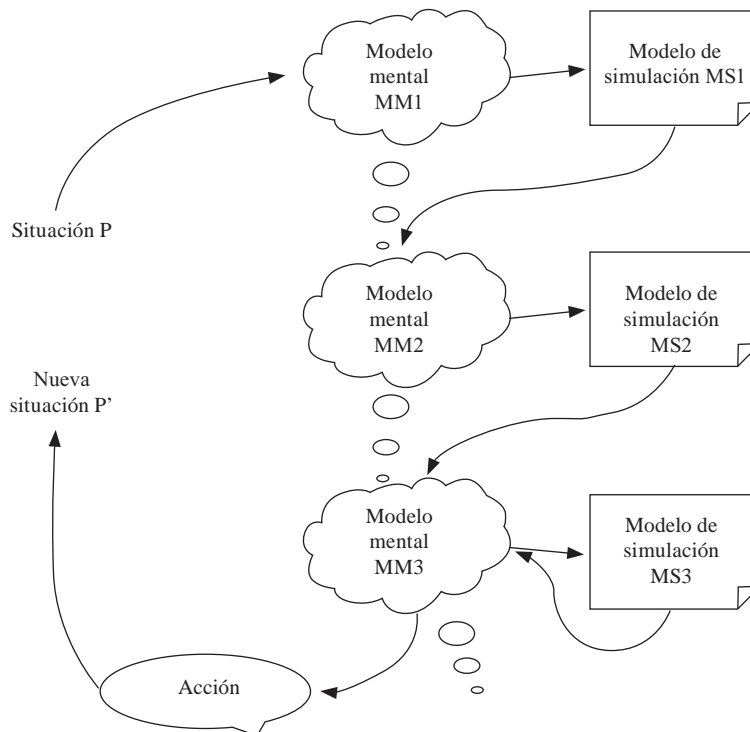 Modelo
mental
MM1
Modelo de
simulación MS1
Situación P
Modelo
mental
MM2
Modelo de
simulación
MS2
Nueva
situación P’
Modelo
mental
MM3
Modelo de
simulación
MS3
Acción